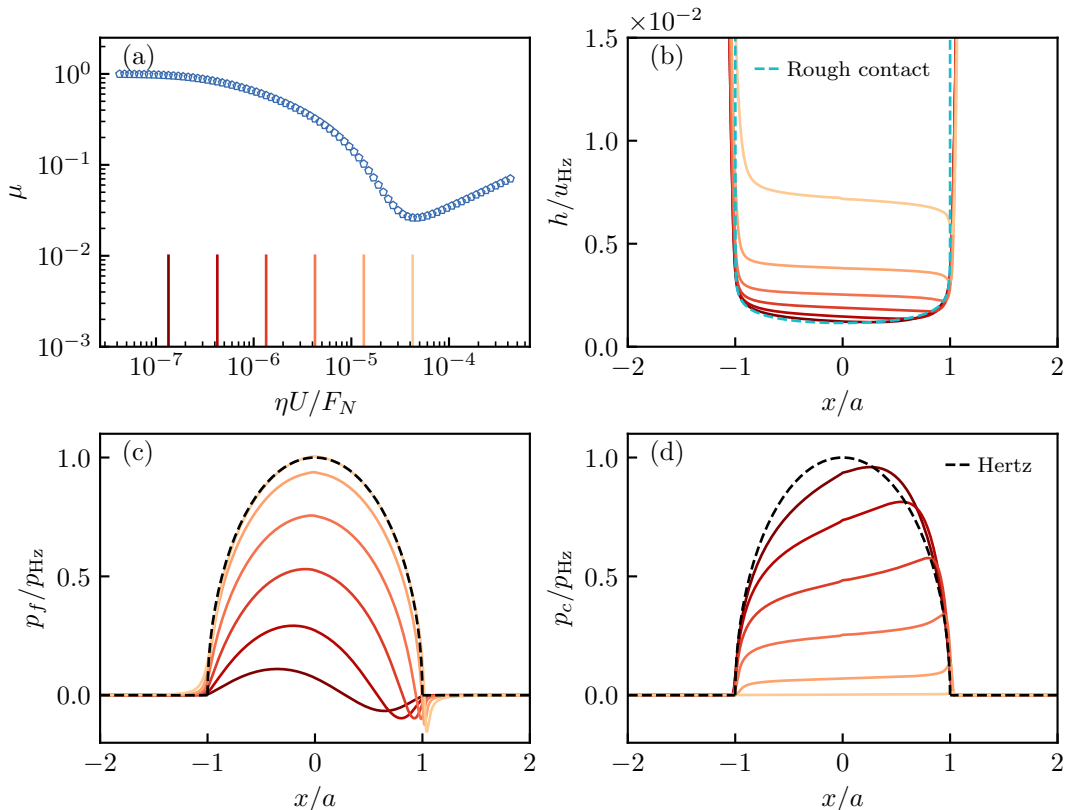 (a)
10⁰
10⁻¹
10⁻²
10⁻³
μ
10⁻⁷ 10⁻⁶ 10⁻⁵ 10⁻⁴
ηU/F_N
×10⁻²
(b)
Rough contact
1.5
1.0
0.5
0.0
h/u_Hz
−2 −1 0 1 2
x/a
(c)
1.0
0.5
0.0
p_f/p_Hz
−2 −1 0 1 2
x/a
(d)
Hertz
1.0
0.5
0.0
p_c/p_Hz
−2 −1 0 1 2
x/a